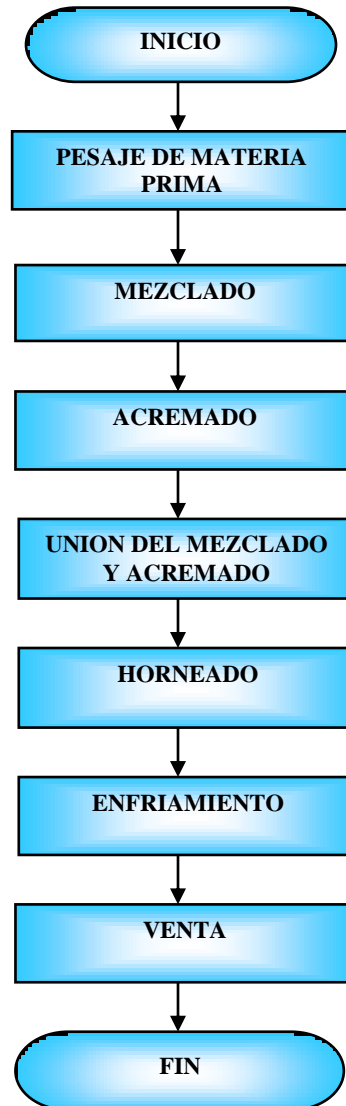 INICIO
PESAJE DE MATERIA
PRIMA
MEZCLADO
ACREMADO
UNION DEL MEZCLADO
Y ACREMADO
HORNEADO
ENFRIAMIENTO
VENTA
FIN